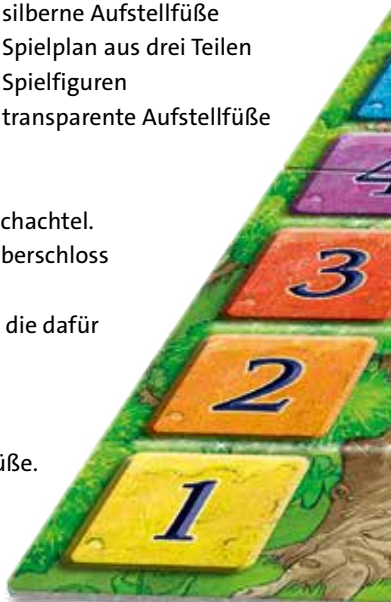 silberne Aufstellfüße
Spielplan aus drei Teilen
Spielfiguren
transparente Aufstellfüße
chachtel.
berschloss
die dafür
üße.
4
3
2
1